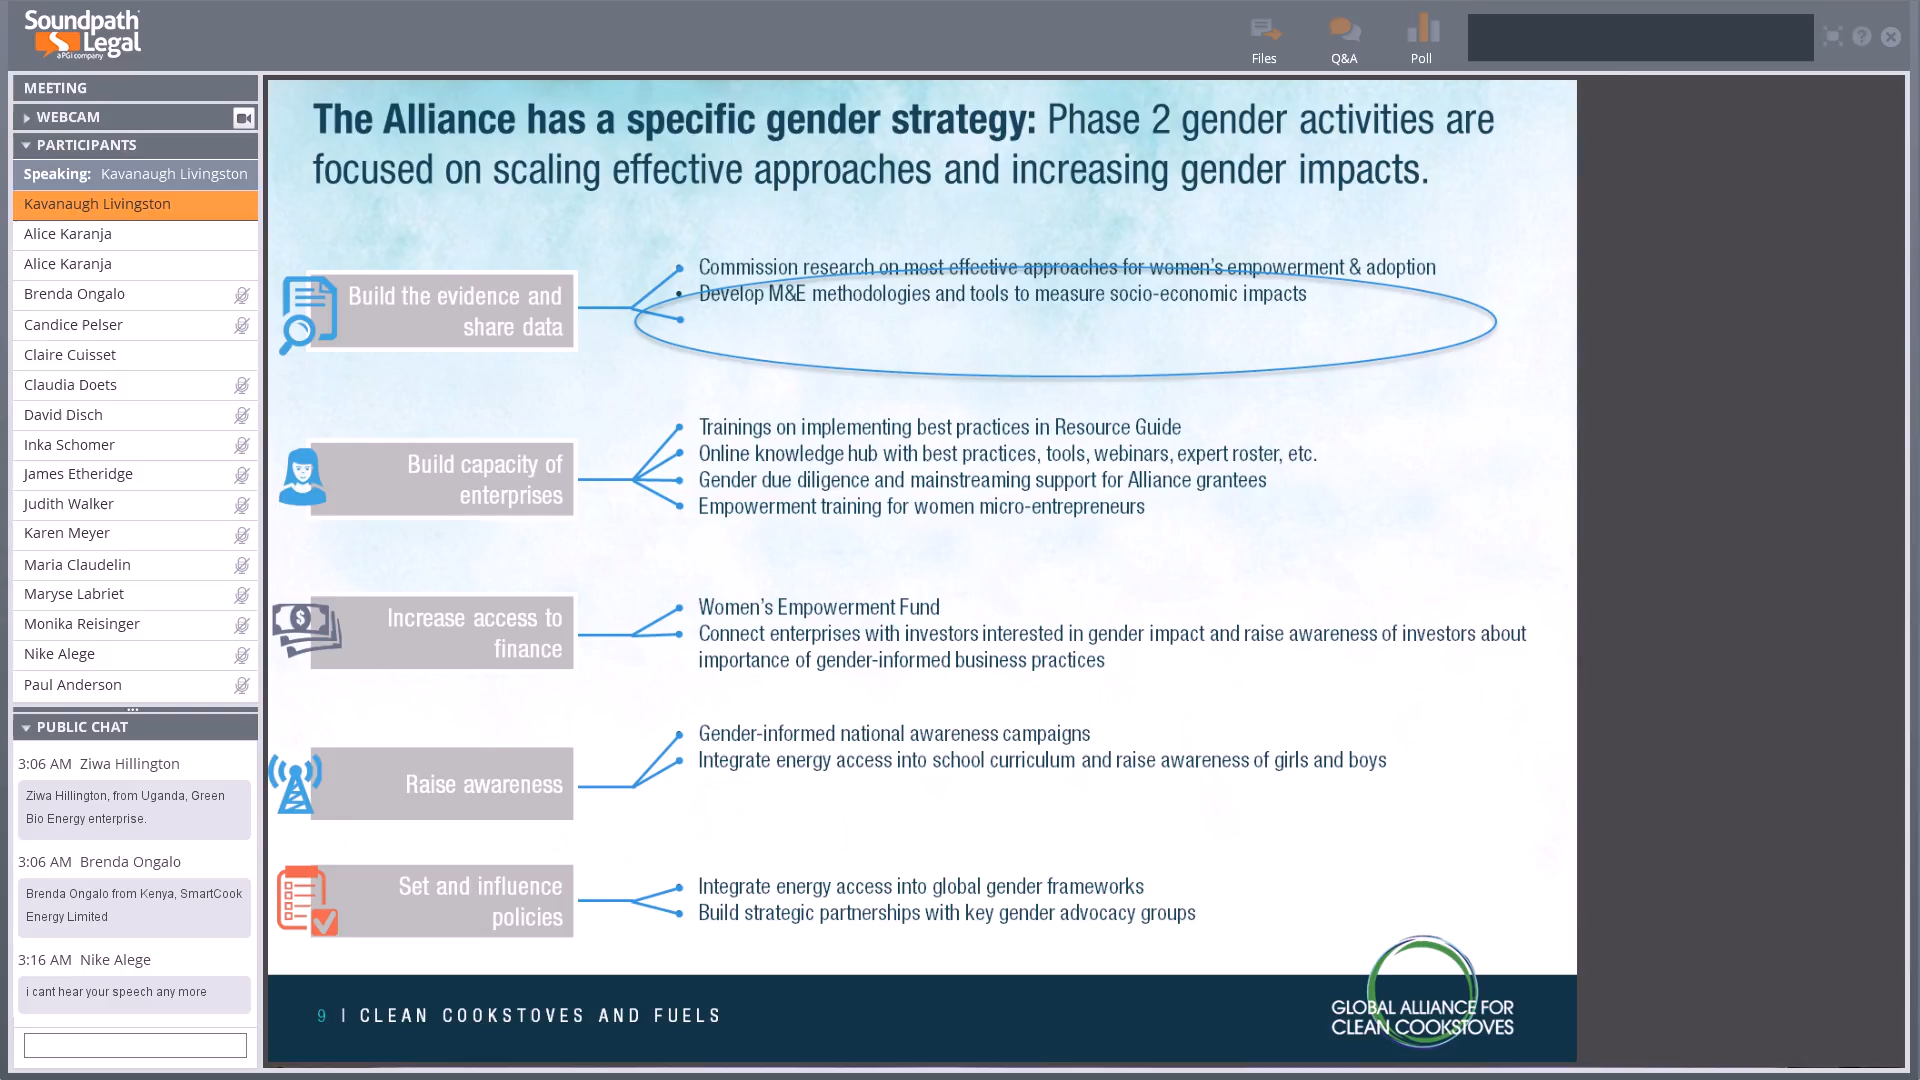 Soundpath
Legal
a PGi company
Files
Q&A
Poll
MEETING
WEBCAM
PARTICIPANTS
Speaking: Kavanaugh Livingston
Kavanaugh Livingston
Alice Karanja
Alice Karanja
Brenda Ongalo
Candice Pelser
Claire Cuisset
Claudia Doets
David Disch
Inka Schomer
James Etheridge
Judith Walker
Karen Meyer
Maria Claudelin
Maryse Labriet
Monika Reisinger
Nike Alege
Paul Anderson
PUBLIC CHAT
3:06 AM Ziwa Hillington
Ziwa Hillington, from Uganda, Green
Bio Energy enterprise.
3:06 AM Brenda Ongalo
Brenda Ongalo from Kenya, SmartCook
Energy Limited
3:16 AM Nike Alege
i cant hear your speech any more
The Alliance has a specific gender strategy: Phase 2 gender activities are
focused on scaling effective approaches and increasing gender impacts.
Build the evidence and
share data
• Commission research on most effective approaches for women's empowerment & adoption
• Develop M&E methodologies and tools to measure socio-economic impacts
Build capacity of
enterprises
Trainings on implementing best practices in Resource Guide
Online knowledge hub with best practices, tools, webinars, expert roster, etc.
Gender due diligence and mainstreaming support for Alliance grantees
Empowerment training for women micro-entrepreneurs
Increase access to
finance
Women's Empowerment Fund
Connect enterprises with investors interested in gender impact and raise awareness of investors about
importance of gender-informed business practices
Raise awareness
Gender-informed national awareness campaigns
Integrate energy access into school curriculum and raise awareness of girls and boys
Set and influence
policies
Integrate energy access into global gender frameworks
Build strategic partnerships with key gender advocacy groups
9 | CLEAN COOKSTOVES AND FUELS
GLOBAL ALLIANCE FOR
CLEAN COOKSTOVES